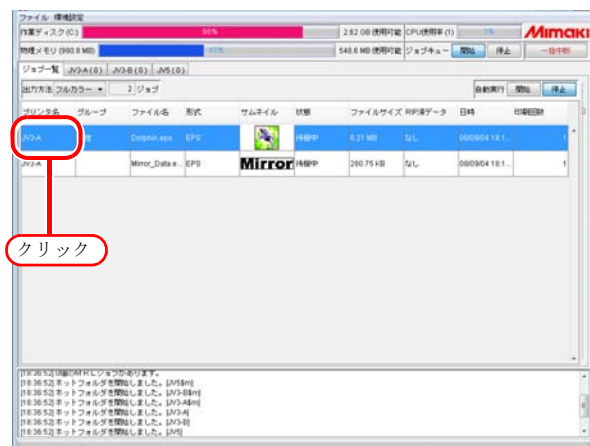 ファイル 環境設定
作業ディスク(C:) 86% 2.62 GB 使用可能 CPU使用率 (1) Mimaki
物理メモリ (990.8 MB) 548.6 MB 使用可能 ジョブキュー 開始 停止 一括中断
ジョブ一覧 JV3-A ( 0 ) JV3-B ( 0 ) JV5 ( 0 )
出力方法 フルカラー 2 ジョブ 自動実行 開始 停止
プリンタ名 グループ ファイル名 形式 サムネイル 状態 ファイルサイズ RIP済データ 日時 印刷回数
JV3-A Dolphin.eps EPS 待機中 6.21 MB なし 09/09/04 18:1... 1
JV3-A Mirror_Data.e... EPS Mirror 待機中 280.75 KB なし 09/09/04 18:1... 1
クリック
[18:36:52] ホットフォルダを開始しました。[JV5$m]
[18:36:52] ホットフォルダを開始しました。[JV3-B$m]
[18:36:52] ホットフォルダを開始しました。[JV3-A$m]
[18:36:52] ホットフォルダを開始しました。[JV3-A]
[18:36:52] ホットフォルダを開始しました。[JV3-B]
[18:36:52] ホットフォルダを開始しました。[JV5]